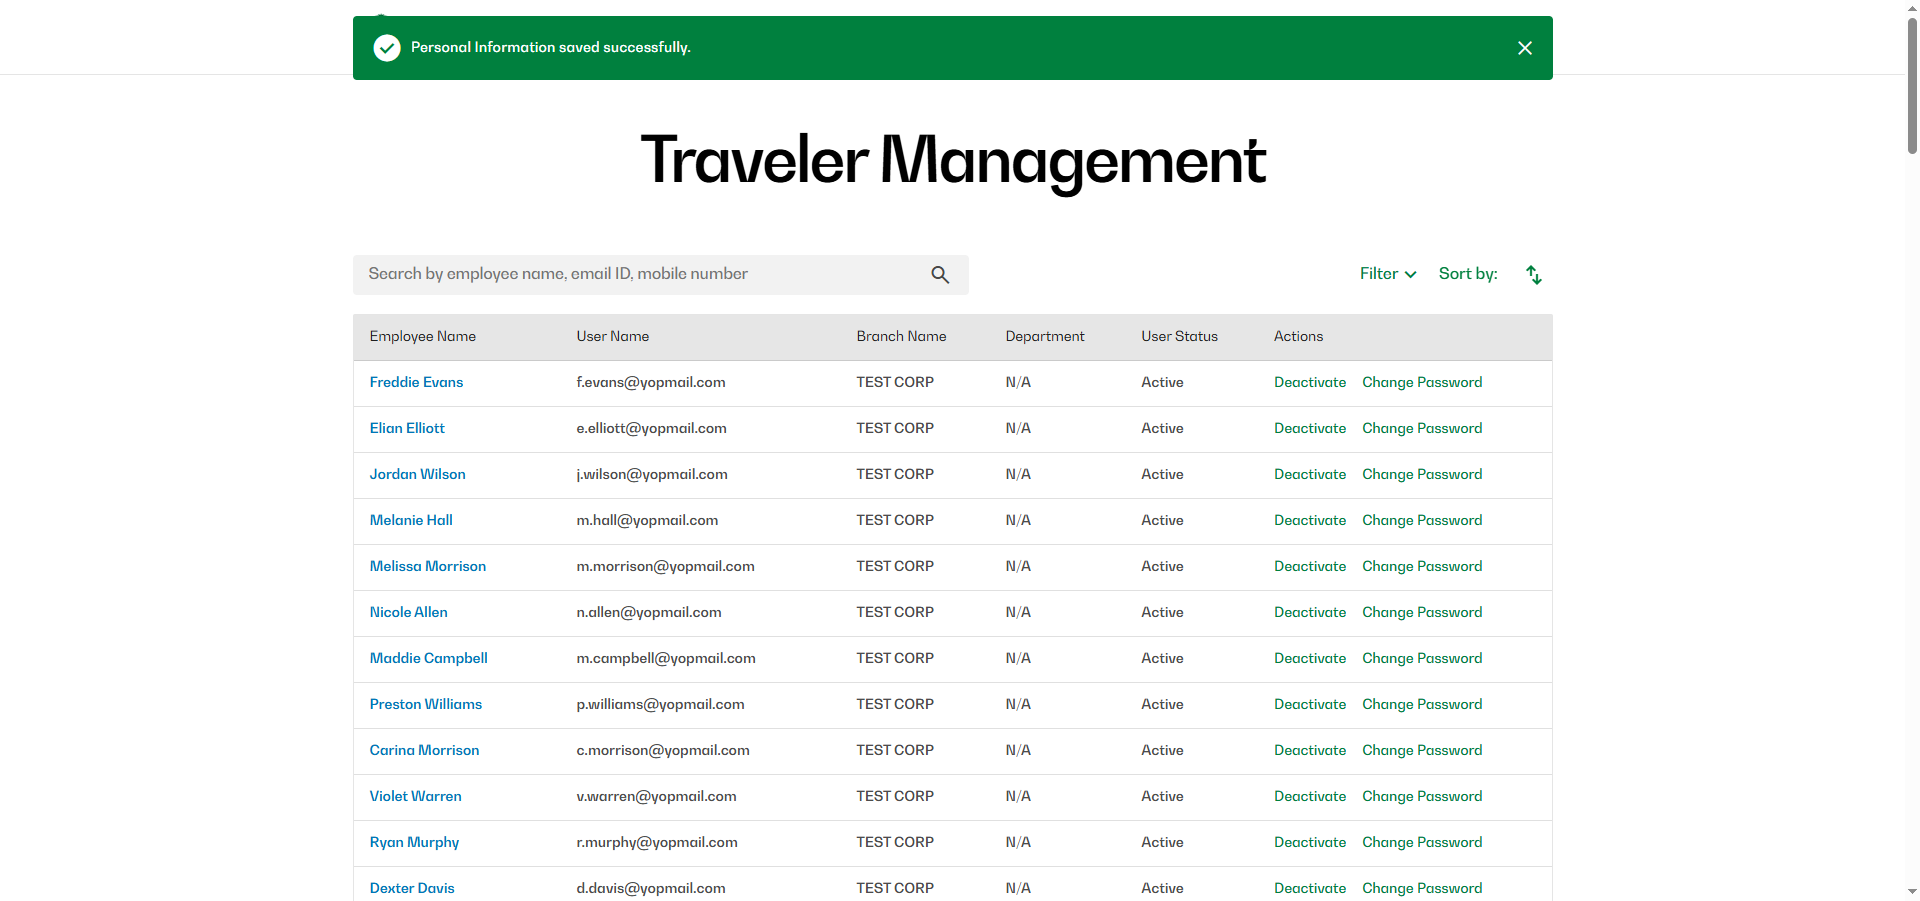 Personal Information saved successfully.
Traveler Management
Search by employee name, email ID, mobile number
Filter Sort by:
Employee Name User Name Branch Name Department User Status Actions
Freddie Evans f.evans@yopmail.com TEST CORP N/A Active Deactivate Change Password
Elian Elliott e.elliott@yopmail.com TEST CORP N/A Active Deactivate Change Password
Jordan Wilson j.wilson@yopmail.com TEST CORP N/A Active Deactivate Change Password
Melanie Hall m.hall@yopmail.com TEST CORP N/A Active Deactivate Change Password
Melissa Morrison m.morrison@yopmail.com TEST CORP N/A Active Deactivate Change Password
Nicole Allen n.allen@yopmail.com TEST CORP N/A Active Deactivate Change Password
Maddie Campbell m.campbell@yopmail.com TEST CORP N/A Active Deactivate Change Password
Preston Williams p.williams@yopmail.com TEST CORP N/A Active Deactivate Change Password
Carina Morrison c.morrison@yopmail.com TEST CORP N/A Active Deactivate Change Password
Violet Warren v.warren@yopmail.com TEST CORP N/A Active Deactivate Change Password
Ryan Murphy r.murphy@yopmail.com TEST CORP N/A Active Deactivate Change Password
Dexter Davis d.davis@yopmail.com TEST CORP N/A Active Deactivate Change Password